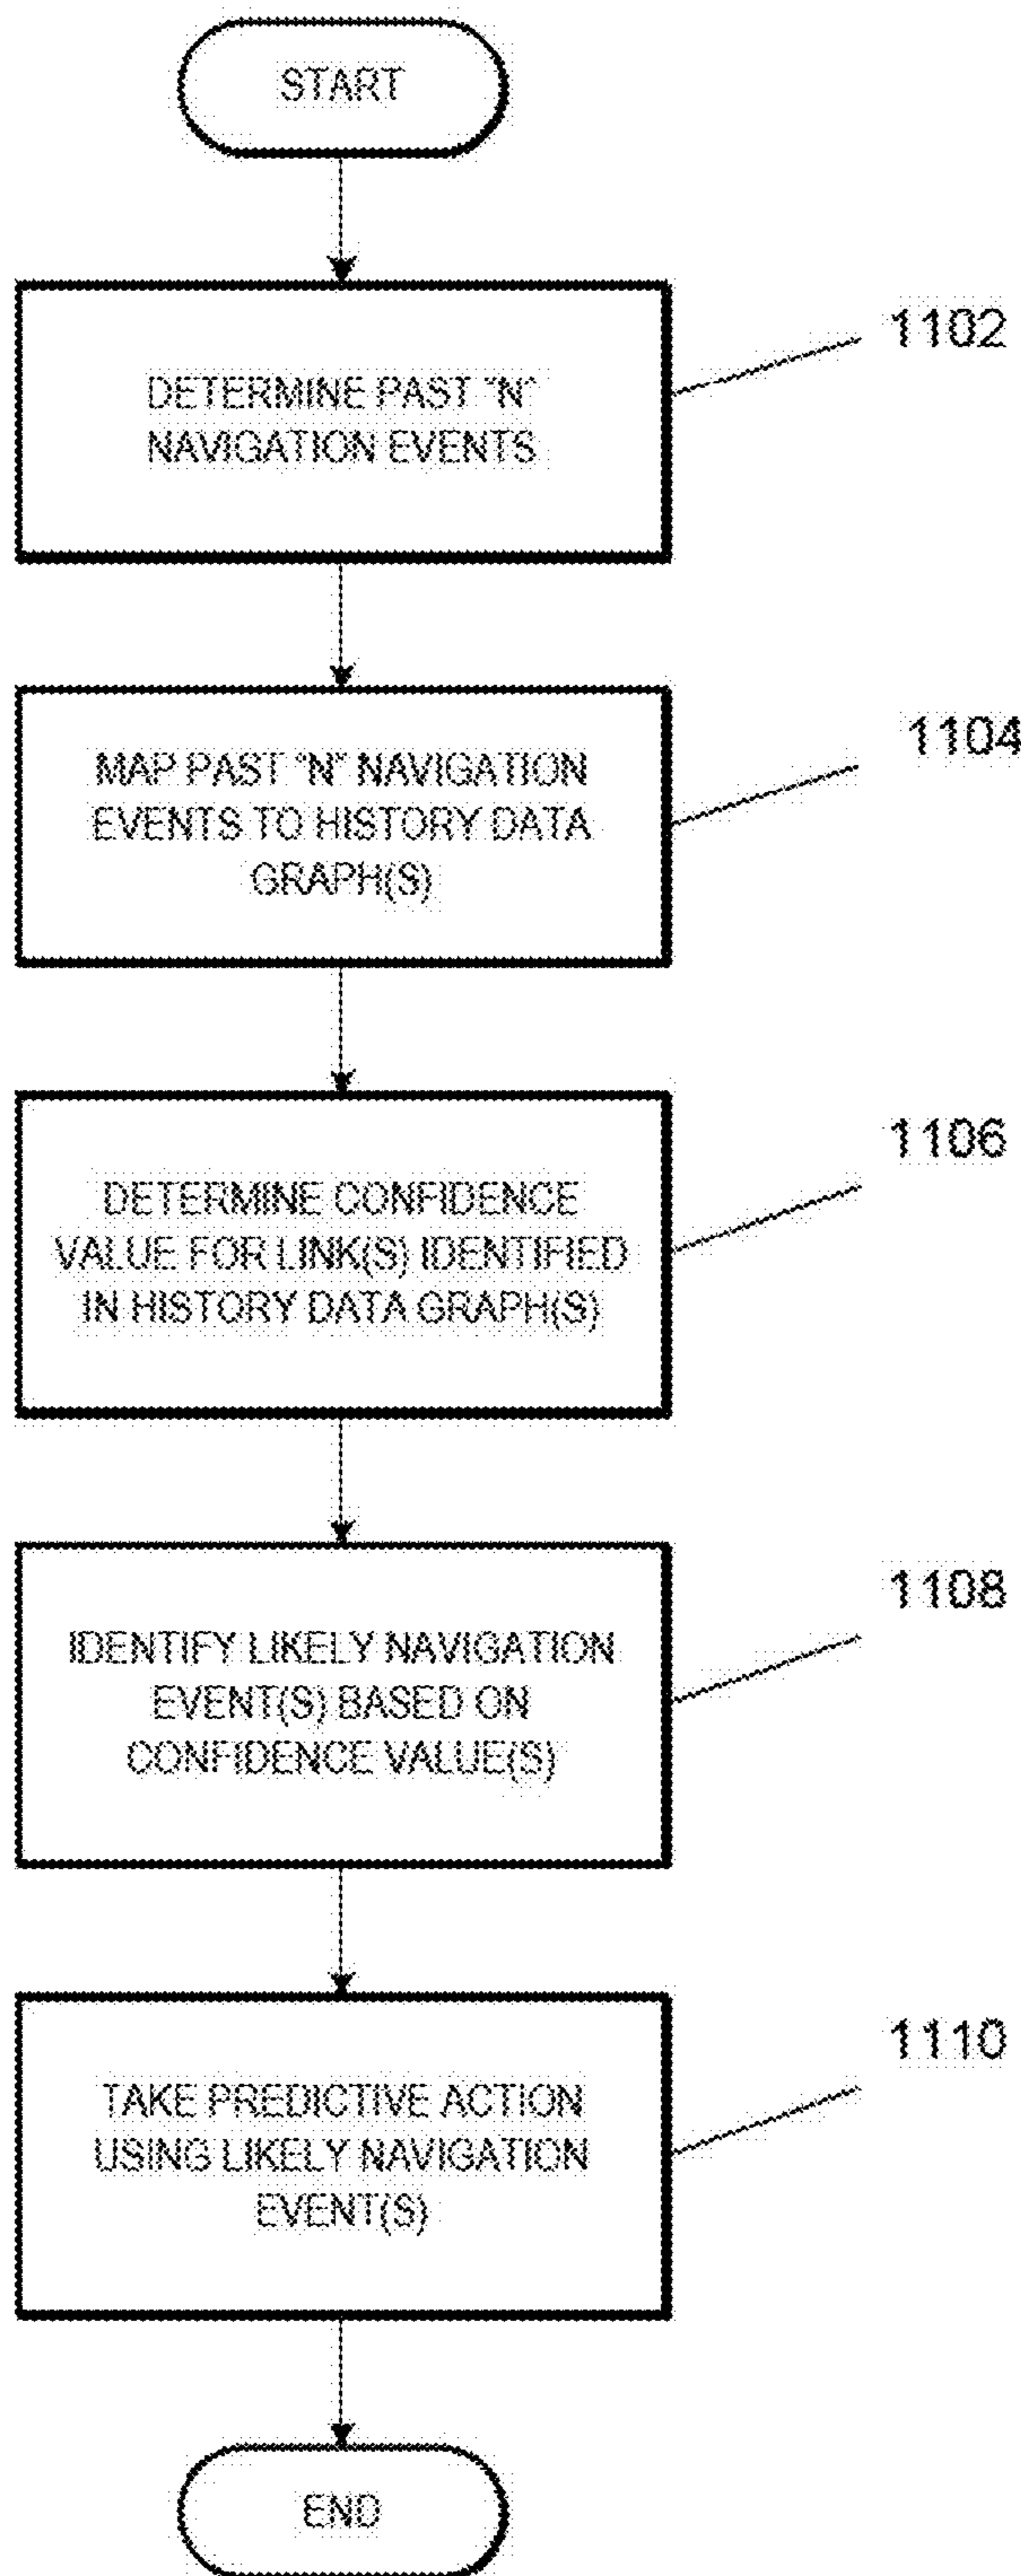 START
DETERMINE PAST "N"
NAVIGATION EVENTS
1102
MAP PAST "N" NAVIGATION
EVENTS TO HISTORY DATA
GRAPH(S)
1104
DETERMINE CONFIDENCE
VALUE FOR LINK(S) IDENTIFIED
IN HISTORY DATA GRAPH(S)
1106
IDENTIFY LIKELY NAVIGATION
EVENT(S) BASED ON
CONFIDENCE VALUE(S)
1108
TAKE PREDICTIVE ACTION
USING LIKELY NAVIGATION
EVENT(S)
1110
END